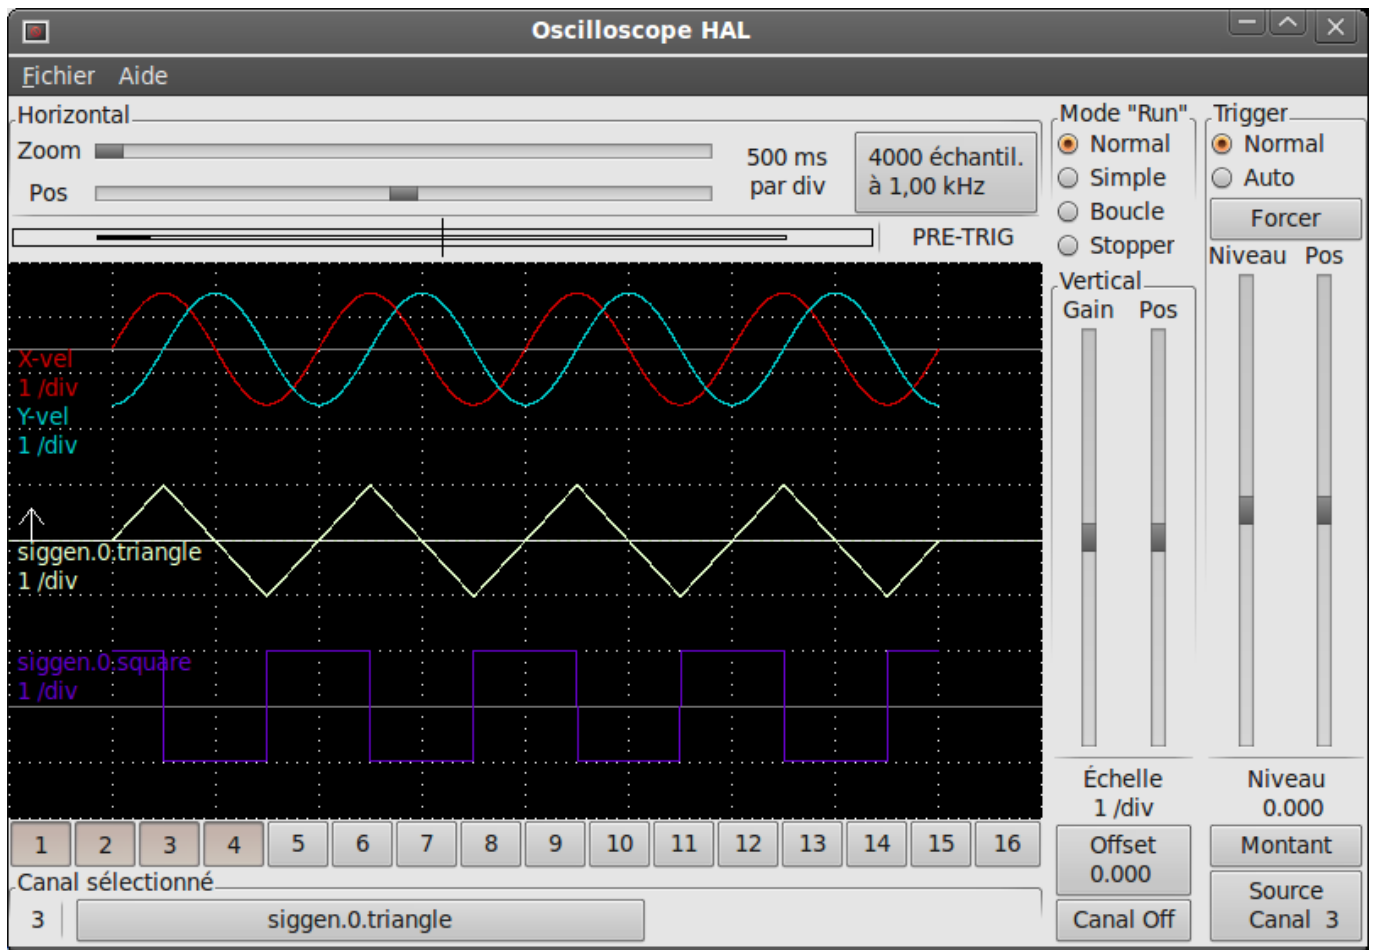 Oscilloscope HAL
Fichier Aide
Horizontal
Zoom
Pos
500 ms
par div
4000 échantil.
à 1,00 kHz
PRE-TRIG
Mode "Run"
Normal
Simple
Boucle
Stopper
Trigger
Normal
Auto
Forcer
Niveau Pos
Vertical
Gain Pos
X-vel
1 /div
Y-vel
1 /div
siggen.0.triangle
1 /div
siggen.0.square
1 /div
Échelle
1 /div
Offset
0.000
Canal Off
Niveau
0.000
Montant
Source
Canal 3
1 2 3 4 5 6 7 8 9 10 11 12 13 14 15 16
Canal sélectionné
3 siggen.0.triangle